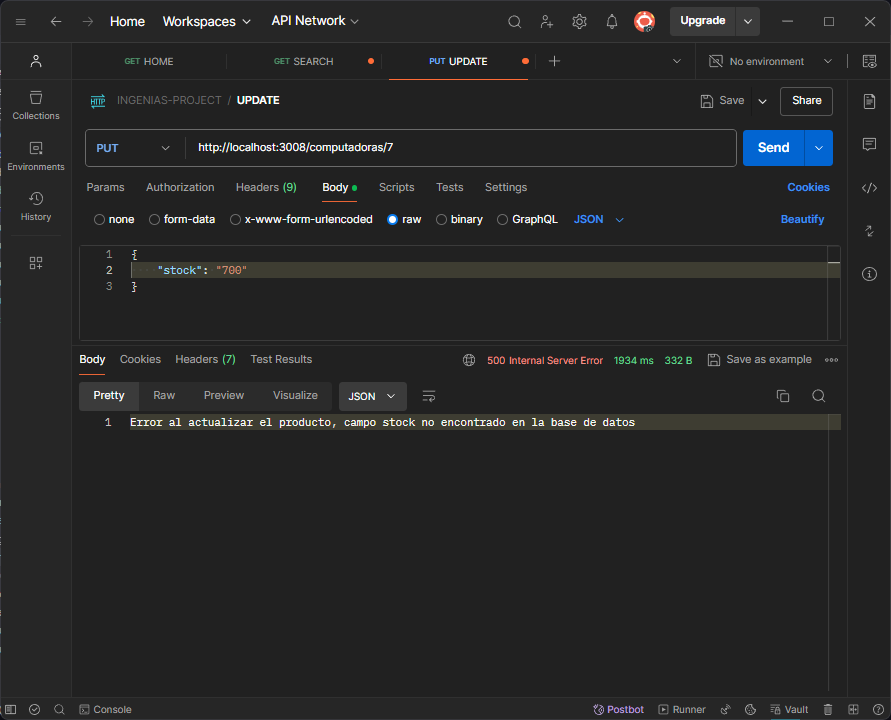 Home Workspaces API Network Upgrade
GET HOME GET SEARCH PUT UPDATE No environment
HTTP INGENIAS-PROJECT / UPDATE Save Share
Collections
PUT http://localhost:3008/computadoras/7 Send
Environments
Params Authorization Headers (9) Body Scripts Tests Settings Cookies
History
none form-data x-www-form-urlencoded raw binary GraphQL JSON Beautify
1 {
2 "stock": "700"
3 }
Body Cookies Headers (7) Test Results 500 Internal Server Error 1934 ms 332 B Save as example
Pretty Raw Preview Visualize JSON
1 Error al actualizar el producto, campo stock no encontrado en la base de datos
Console Postbot Runner Vault